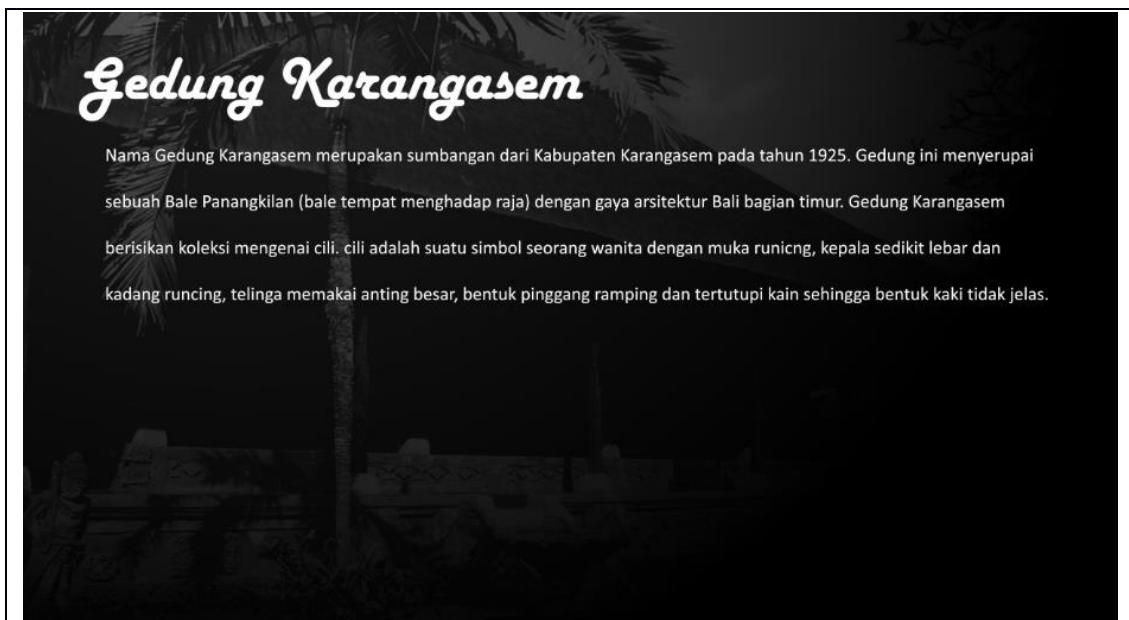 Gedung Karangasem
Nama Gedung Karangasem merupakan sumbangan dari Kabupaten Karangasem pada tahun 1925. Gedung ini menyerupai
sebuah Bale Panangkilan (bale tempat menghadap raja) dengan gaya arsitektur Bali bagian timur. Gedung Karangasem
berisikan koleksi mengenai cili. cili adalah suatu simbol seorang wanita dengan muka runicng, kepala sedikit lebar dan
kadang runcing, telinga memakai anting besar, bentuk pinggang ramping dan tertutupi kain sehingga bentuk kaki tidak jelas.